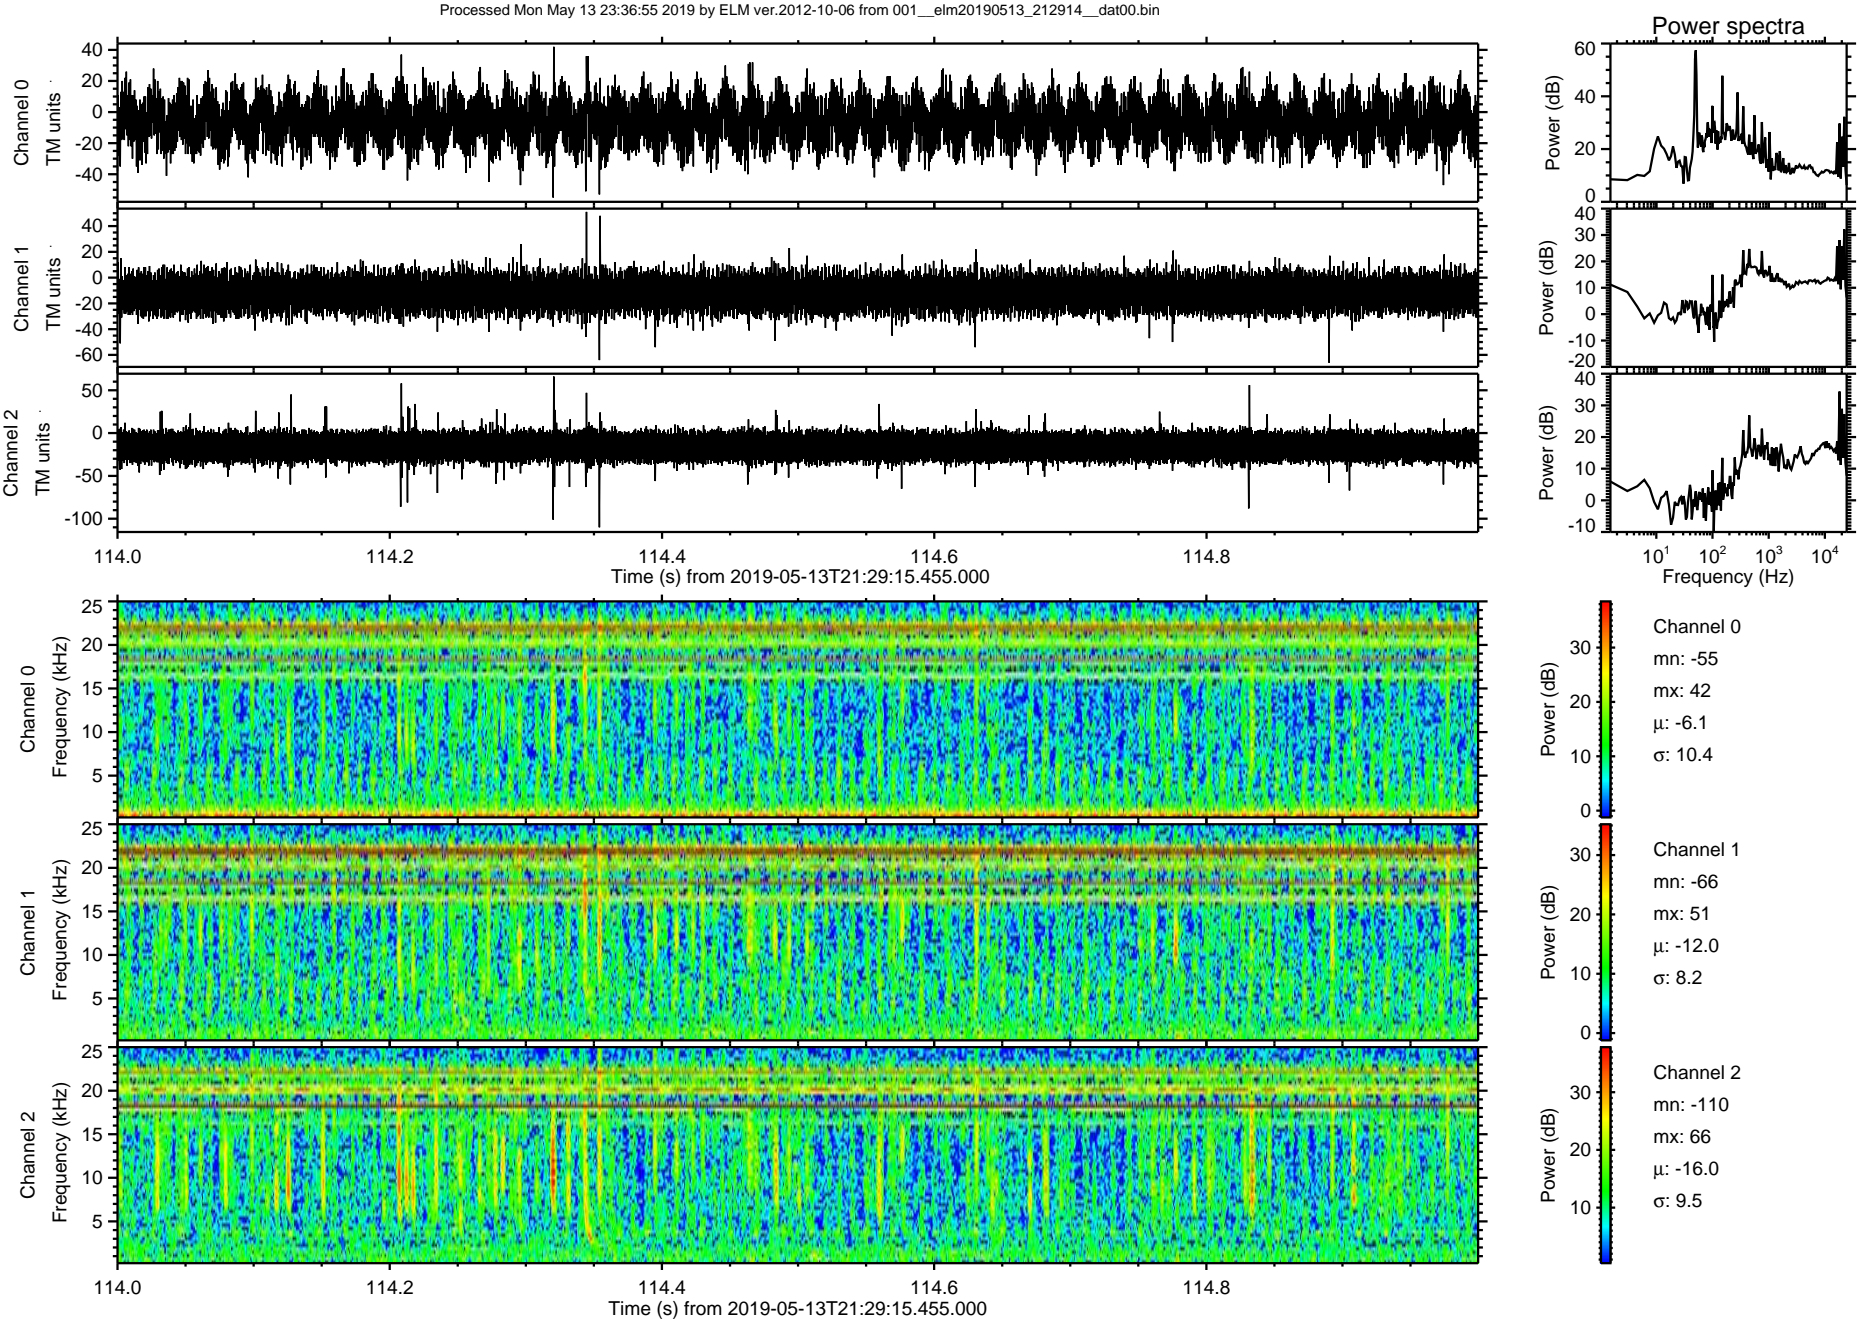 Processed Mon May 13 23:36:55 2019 by ELM ver.2012-10-06 from 001__elm20190513_212914__dat00.bin
Power spectra
Channel 0
TM units
40
20
0
-20
-40
Power (dB)
60
40
20
0
Channel 1
TM units
40
20
0
-20
-40
-60
Power (dB)
40
30
20
10
0
-10
-20
Channel 2
TM units
50
0
-50
-100
Power (dB)
40
30
20
10
0
-10
114.0 114.2 114.4 114.6 114.8
Time (s) from 2019-05-13T21:29:15.455.000
10¹ 10² 10³ 10⁴
Frequency (Hz)
Channel 0
Frequency (kHz)
25
20
15
10
5
Power (dB)
30
20
10
0
Channel 0
mn: -55
mx: 42
μ: -6.1
σ: 10.4
Channel 1
Frequency (kHz)
25
20
15
10
5
Power (dB)
30
20
10
0
Channel 1
mn: -66
mx: 51
μ: -12.0
σ: 8.2
Channel 2
Frequency (kHz)
25
20
15
10
5
Power (dB)
30
20
10
Channel 2
mn: -110
mx: 66
μ: -16.0
σ: 9.5
114.0 114.2 114.4 114.6 114.8
Time (s) from 2019-05-13T21:29:15.455.000